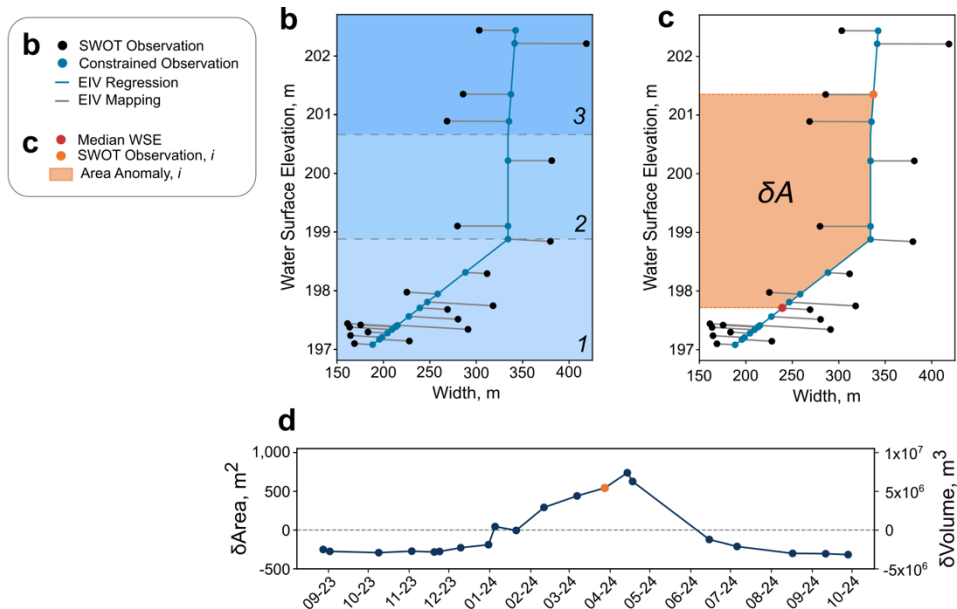 b
SWOT Observation
Constrained Observation
EIV Regression
EIV Mapping
c
Median WSE
SWOT Observation, i
Area Anomaly, i
b
Water Surface Elevation, m
202
201
200
199
198
197
3
2
1
150 200 250 300 350 400
Width, m
c
Water Surface Elevation, m
202
201
200
199
198
197
δA
150 200 250 300 350 400
Width, m
d
δArea, m²
1,000
500
0
-500
1x10⁷
5x10⁶
0
-5x10⁶
δVolume, m³
09-23 10-23 11-23 12-23 01-24 02-24 03-24 04-24 05-24 06-24 07-24 08-24 09-24 10-24